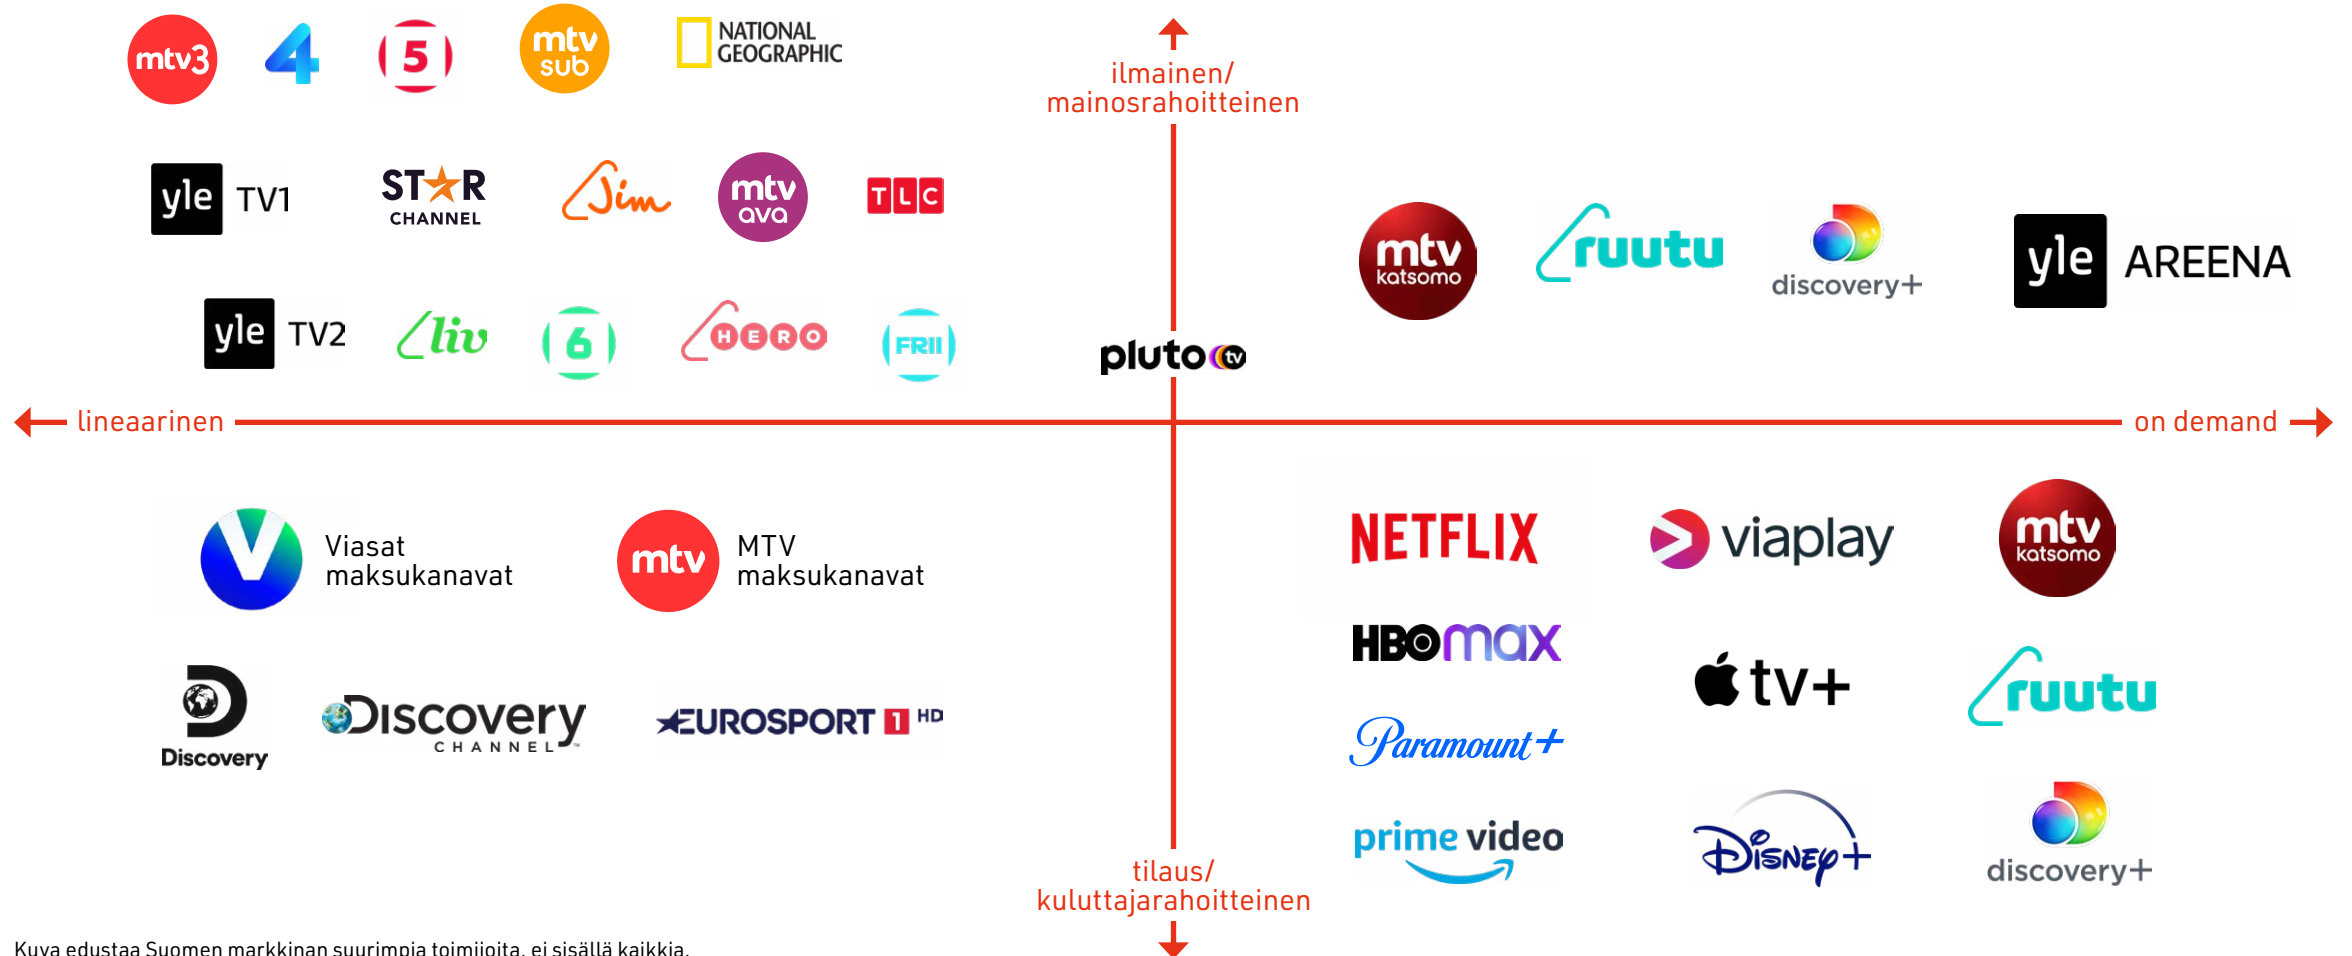 mtv3
4
5
mtv
sub
NATIONAL
GEOGRAPHIC
ilmainen/
mainosrahoitteinen
yle TV1
STAR
CHANNEL
Jim
mtv
ava
TLC
mtv
katsomo
ruutu
discovery+
yle AREENA
yle TV2
liv
6
HERO
FRII
pluto tv
lineaarinen
on demand
Viasat
maksukanavat
mtv
MTV
maksukanavat
NETFLIX
viaplay
mtv
katsomo
HBOmax
tv+
ruutu
Discovery
DISCOVERY
CHANNEL™
EUROSPORT 1 HD
Paramount+
prime video
Disney+
discovery+
tilaus/
kuluttajarahoitteinen
Kuva edustaa Suomen markkinan suurimpia toimijoita, ei sisällä kaikkia.